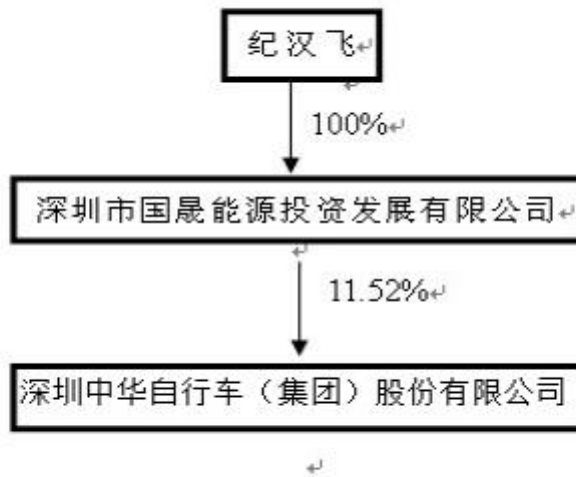 纪汉飞
100%
深圳市国晟能源投资发展有限公司
11.52%
深圳中华自行车（集团）股份有限公司